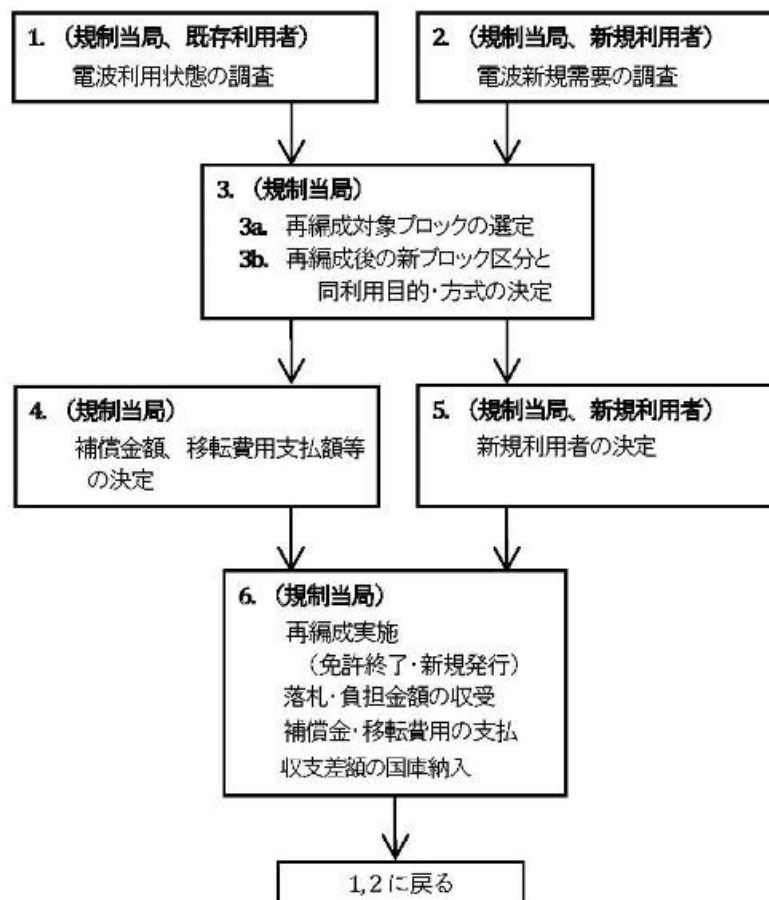 1. （規制当局、既存利用者）
電波利用状態の調査
2. （規制当局、新規利用者）
電波新規需要の調査
3. （規制当局）
3a. 再編成対象ブロックの選定
3b. 再編成後の新ブロック区分と
同利用目的・方式の決定
4. （規制当局）
補償金額、移転費用支払額等
の決定
5. （規制当局、新規利用者）
新規利用者の決定
6. （規制当局）
再編成実施
（免許終了・新規発行）
落札・負担金額の収受
補償金・移転費用の支払
収支差額の国庫納入
1,2 に戻る